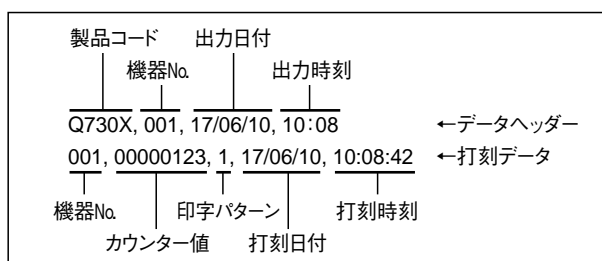 製品コード 出力日付
機器No. 出力時刻
Q730X, 001, 17/06/10, 10:08 ←データヘッダー
001, 00000123, 1, 17/06/10, 10:08:42 ←打刻データ
機器No. 印字パターン 打刻時刻
カウンター値 打刻日付